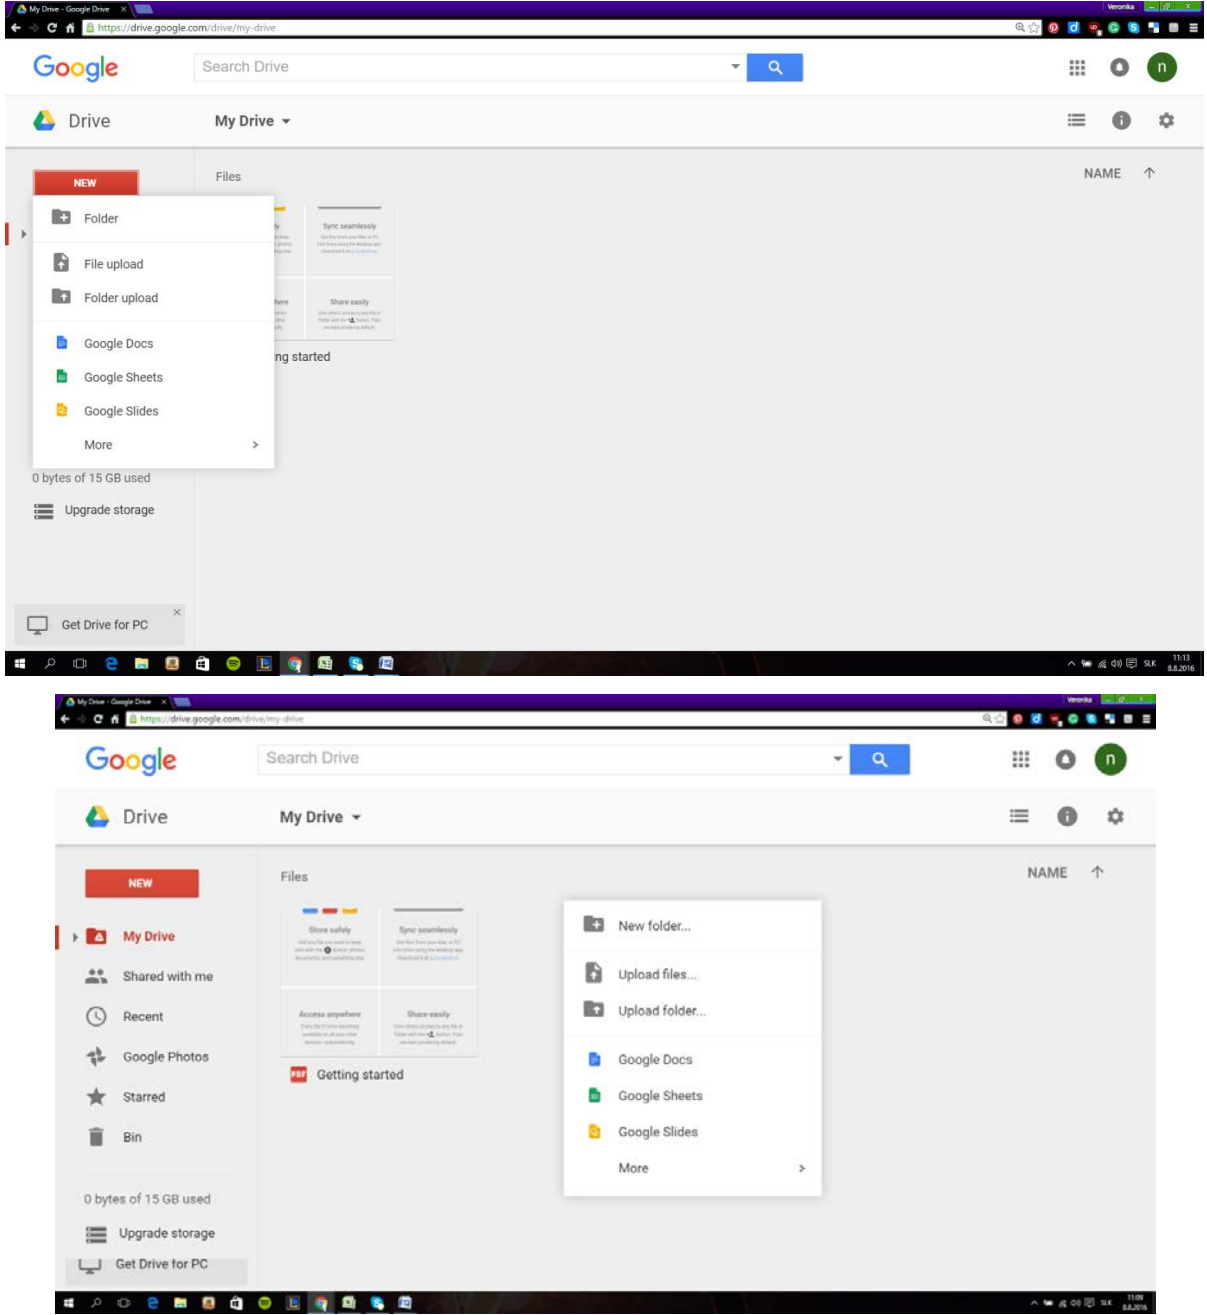 My Drive - Google Drive
Veronika
https://drive.google.com/drive/my-drive
Google
Search Drive
n
Drive
My Drive
NEW
Files
NAME
Folder
File upload
Folder upload
Google Docs
Google Sheets
Google Slides
More
Sync seamlessly
Share easily
ng started
0 bytes of 15 GB used
Upgrade storage
Get Drive for PC
SLK
11:13
8.8.2016
My Drive - Google Drive
Veronika
https://drive.google.com/drive/my-drive
Google
Search Drive
n
Drive
My Drive
NEW
Files
NAME
My Drive
Shared with me
Recent
Google Photos
Starred
Bin
0 bytes of 15 GB used
Upgrade storage
Get Drive for PC
Store safely
Sync seamlessly
Access anywhere
Share easily
PDF Getting started
New folder...
Upload files...
Upload folder...
Google Docs
Google Sheets
Google Slides
More
SLK
11:09
8.8.2016